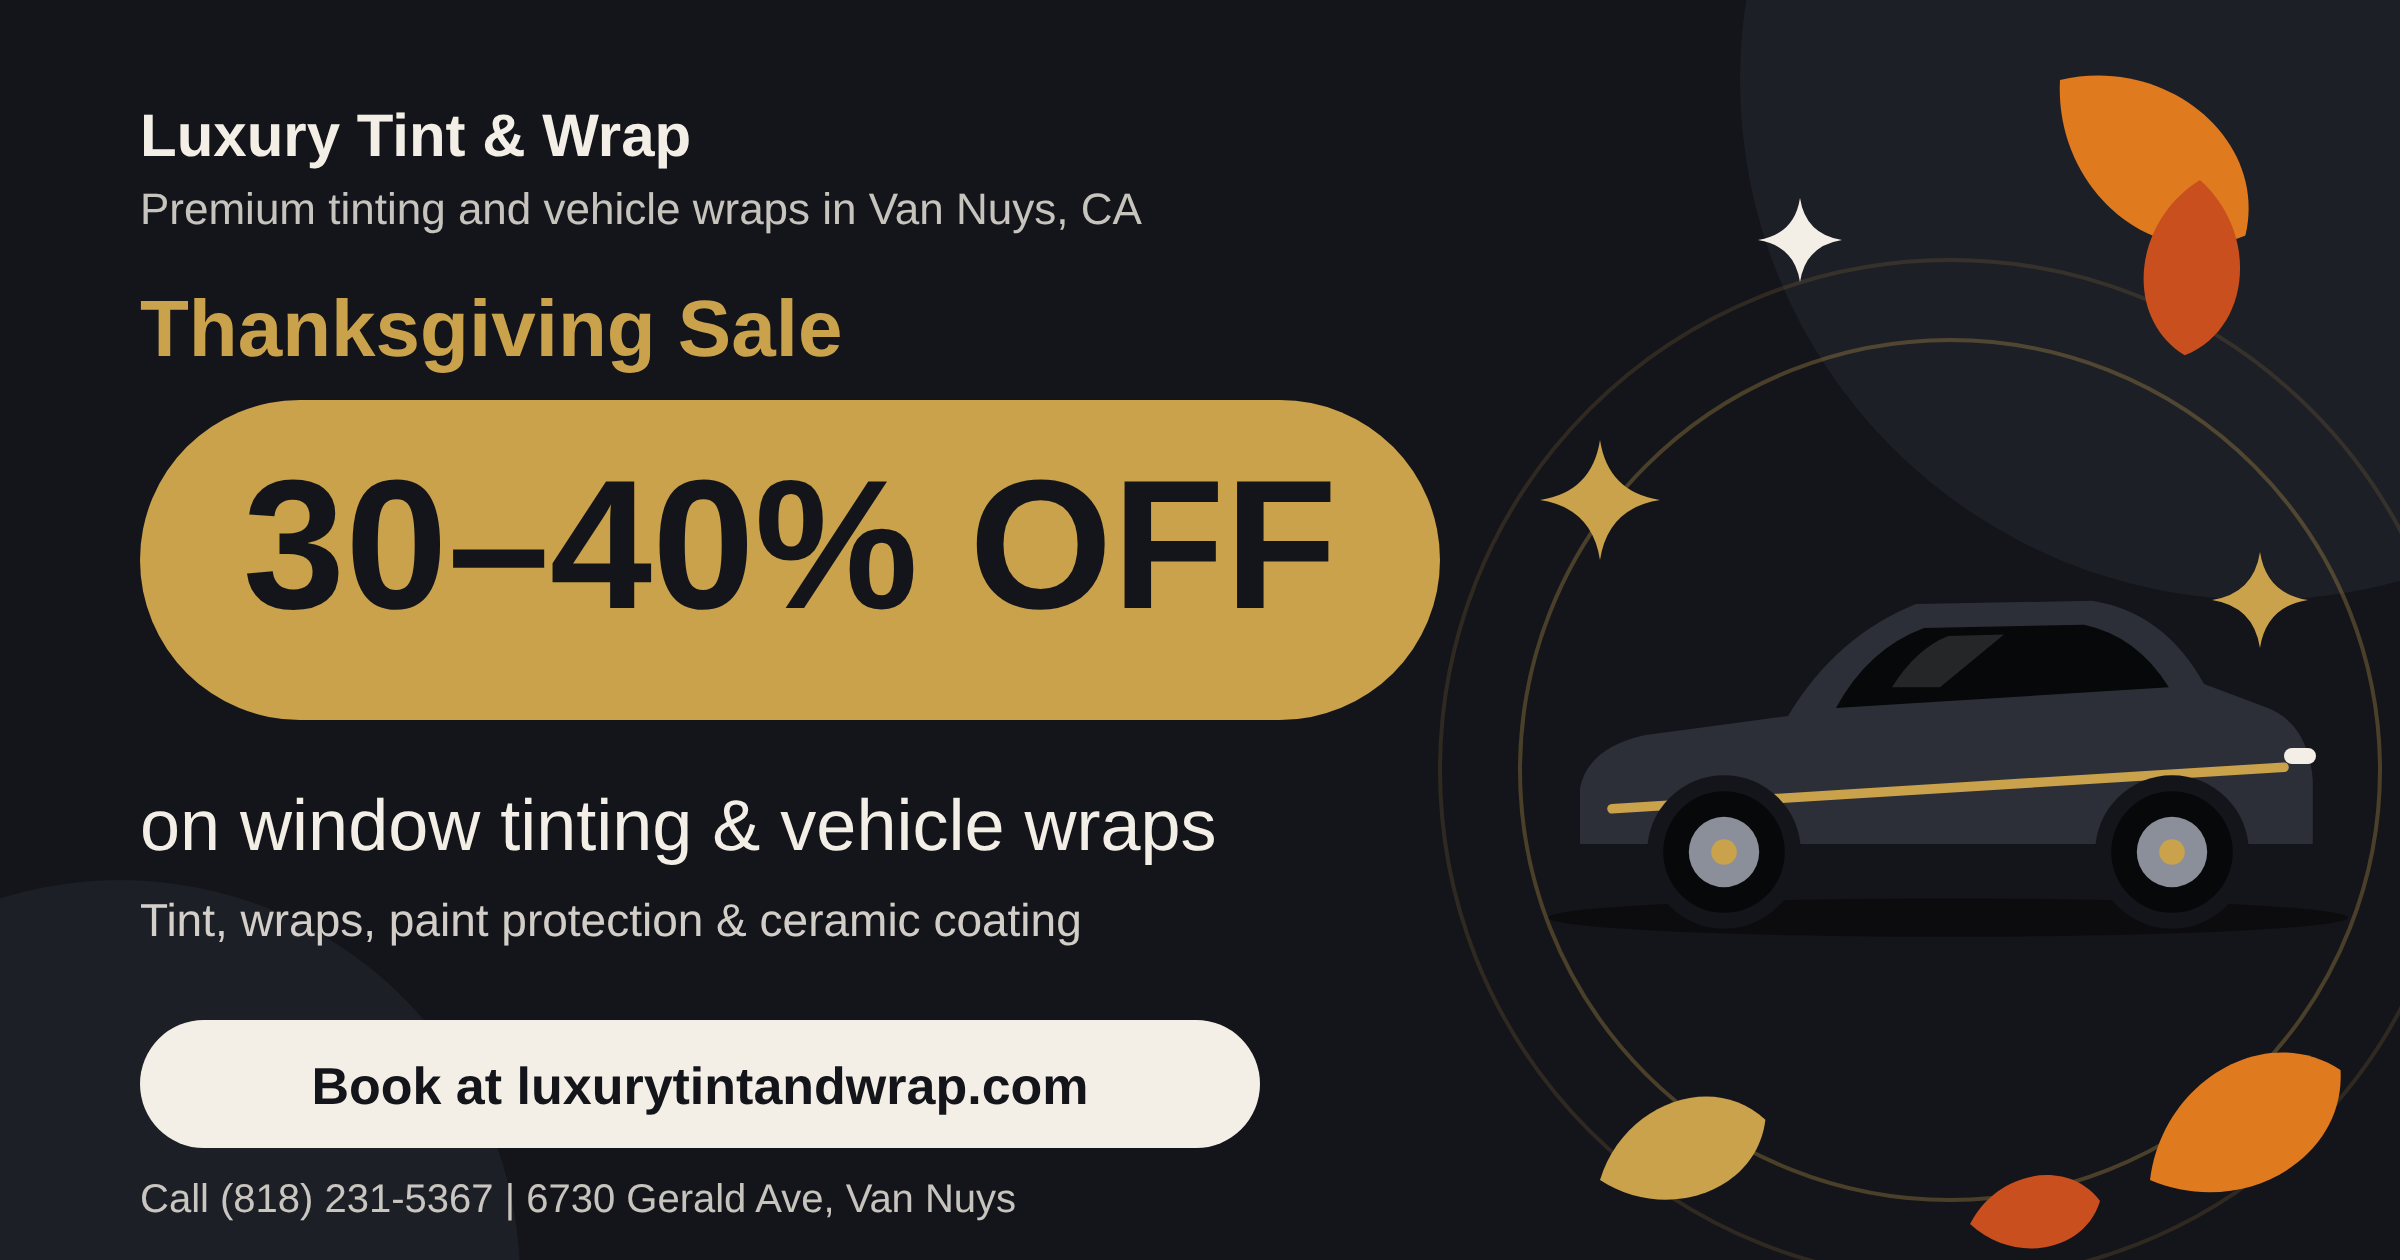 Luxury Tint & Wrap
Premium tinting and vehicle wraps in Van Nuys, CA
Thanksgiving Sale
30–40% OFF
on window tinting & vehicle wraps
Tint, wraps, paint protection & ceramic coating
Book at luxurytintandwrap.com
Call (818) 231-5367 | 6730 Gerald Ave, Van Nuys